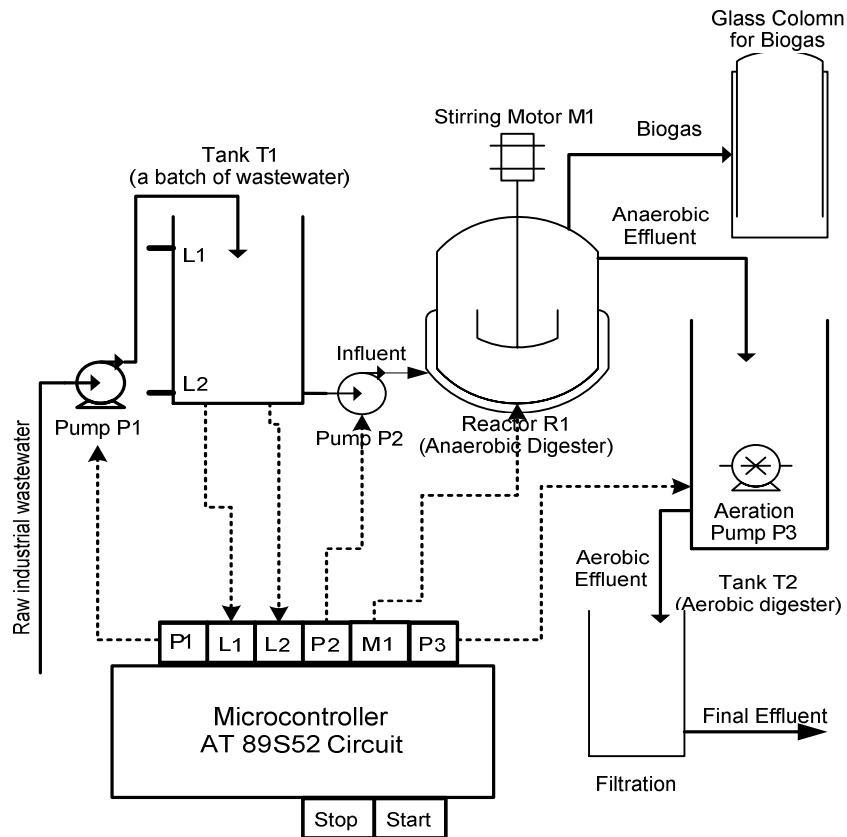 Glass Colomn
for Biogas
Stirring Motor M1
Biogas
Tank T1
(a batch of wastewater)
Anaerobic
Effluent
L1
L2
Influent
Pump P1
Pump P2
Reactor R1
(Anaerobic Digester)
Aeration
Pump P3
Aerobic
Effluent
Tank T2
(Aerobic digester)
Raw industrial wastewater
P1 L1 L2 P2 M1 P3
Microcontroller
AT 89S52 Circuit
Final Effluent
Filtration
Stop Start